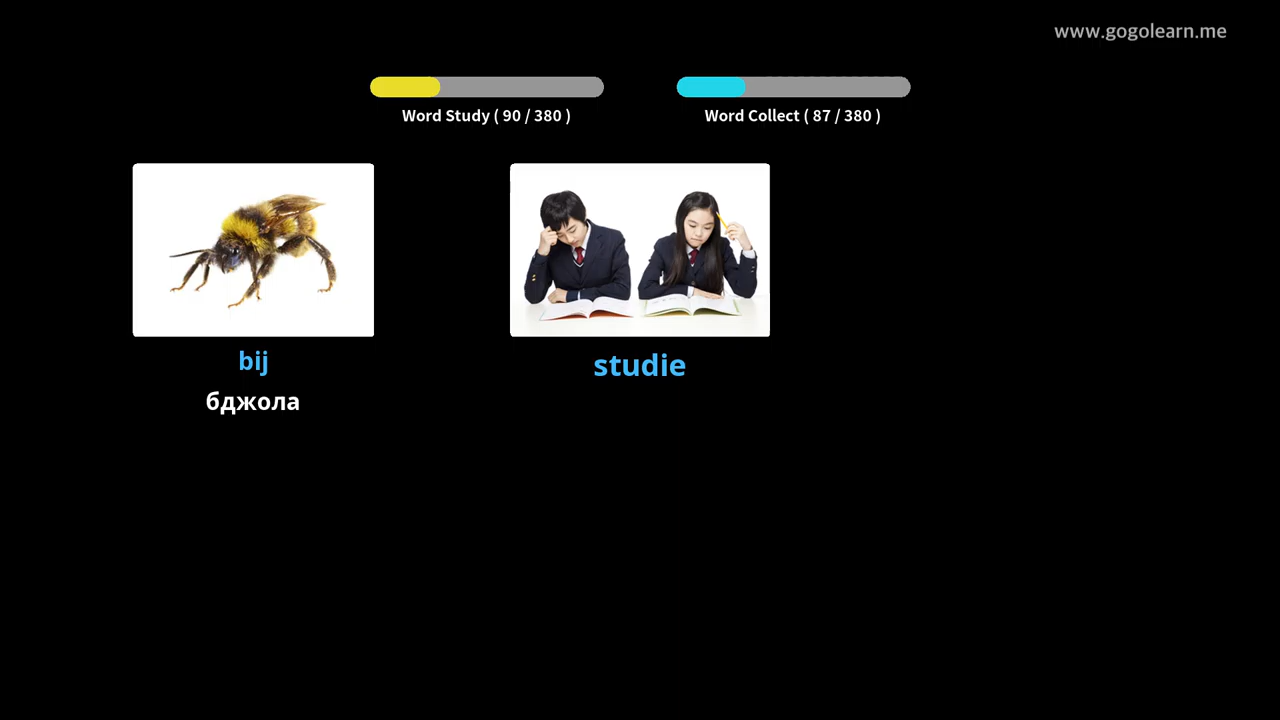 www.gogolearn.me
Word Study ( 90 / 380 )
Word Collect ( 87 / 380 )
bij
бджола
studie